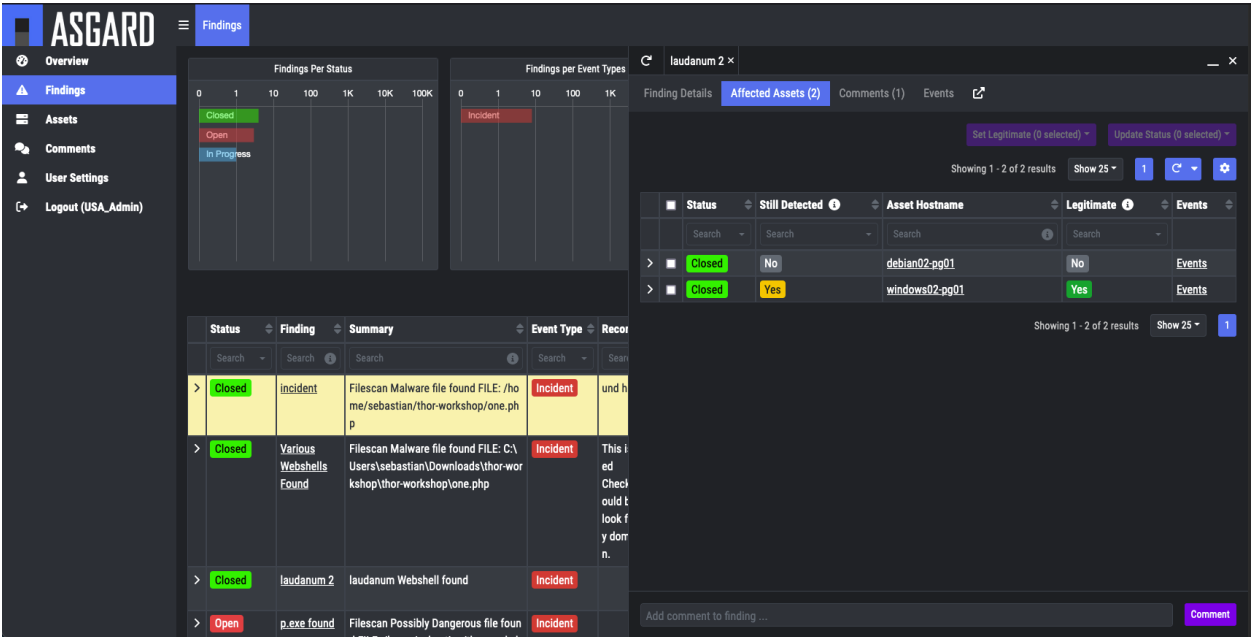 ASGARD
Overview
Findings
Assets
Comments
User Settings
Logout (USA_Admin)
Findings
Findings Per Status
0 1 10 100 1K 10K 100K
Closed
Open
In Progress
Findings per Event Types
0 1 10 100 1K
Incident
Status Finding Summary Event Type Recor
Search Search Search Search Sear
Closed incident Filescan Malware file found FILE: /ho Incident und h
me/sebastian/thor-workshop/one.ph
p
Closed Various Filescan Malware file found FILE: C:\ Incident This i
Webshells Users\sebastian\Downloads\thor-wor ed
Found kshop\thor-workshop\one.php Check
ould b
look f
y dom
n.
Closed laudanum 2 laudanum Webshell found Incident
Open p.exe found Filescan Possibly Dangerous file foun Incident
laudanum 2 ×
Finding Details Affected Assets (2) Comments (1) Events
Set Legitimate (0 selected) Update Status (0 selected)
Showing 1 - 2 of 2 results Show 25 1
Status Still Detected Asset Hostname Legitimate Events
Search Search Search Search
Closed No debian02-pg01 No Events
Closed Yes windows02-pg01 Yes Events
Showing 1 - 2 of 2 results Show 25 1
Add comment to finding ... Comment